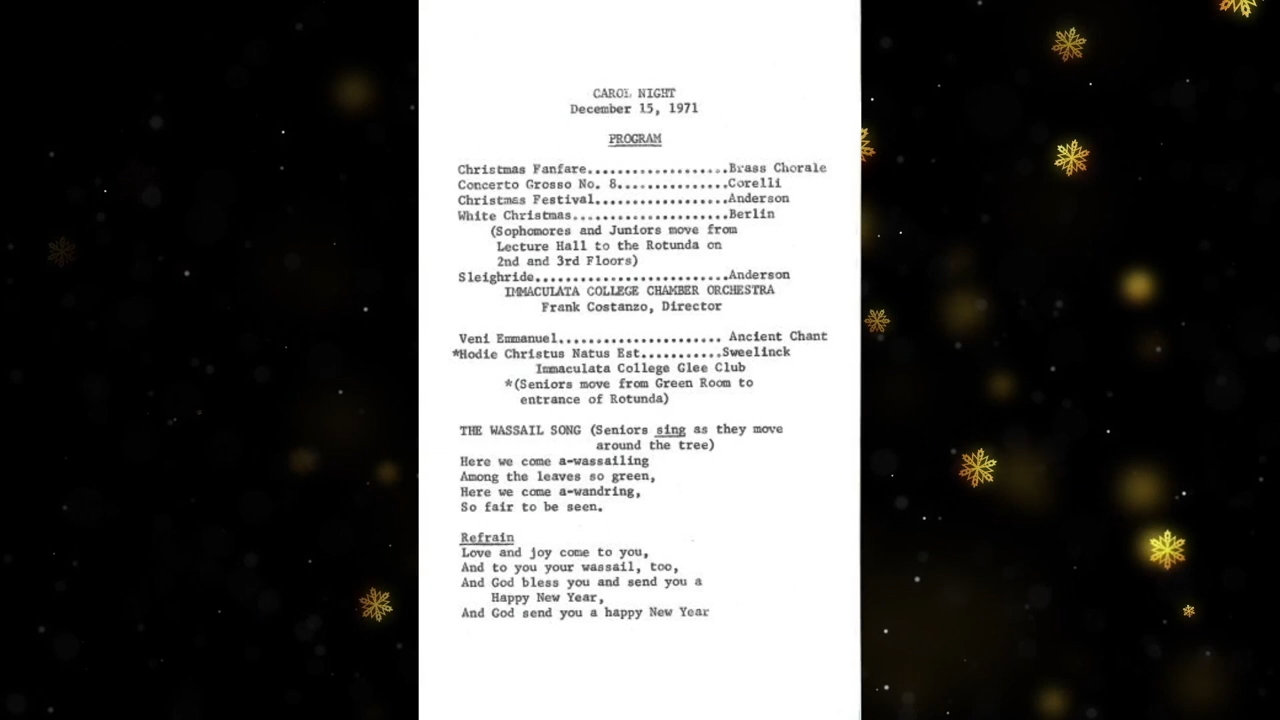 CAROL NIGHT
December 15, 1971
PROGRAM
Christmas Fanfare...................Brass Chorale
Concerto Grosso No. 8...............Corelli
Christmas Festival..................Anderson
White Christmas.....................Berlin
(Sophomores and Juniors move from
Lecture Hall to the Rotunda on
2nd and 3rd Floors)
Sleighride..........................Anderson
IMMACULATA COLLEGE CHAMBER ORCHESTRA
Frank Costanzo, Director
Veni Emmanuel...................... Ancient Chant
*Hodie Christus Natus Est...........Sweelinck
Immaculata College Glee Club
*(Seniors move from Green Room to
entrance of Rotunda)
THE WASSAIL SONG (Seniors sing as they move
around the tree)
Here we come a-wassailing
Among the leaves so green,
Here we come a-wandring,
So fair to be seen.
Refrain
Love and joy come to you,
And to you your wassail, too,
And God bless you and send you a
Happy New Year,
And God send you a happy New Year